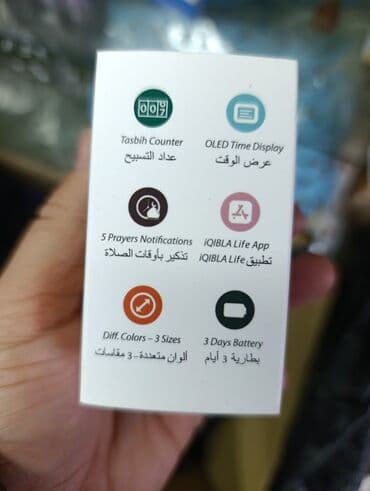 007
Tasbih Counter
عداد التسبيح
OLED Time Display
عرض الوقت
5 Prayers Notifications
تذكير بأوقات الصلاة
iQIBLA Life App
تطبيق iQIBLA Life
Diff. Colors – 3 Sizes
ألوان متعددة – 3 مقاسات
3 Days Battery
بطارية 3 أيام